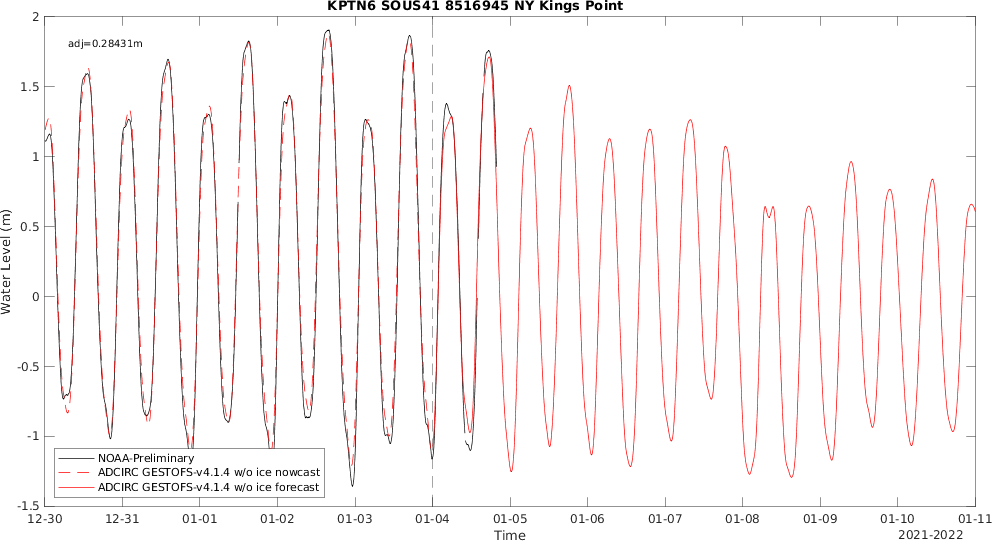 KPTN6 SOUS41 8516945 NY Kings Point
adj=0.28431m
2
1.5
1
0.5
0
-0.5
-1
-1.5
Water Level (m)
NOAA-Preliminary
ADCIRC GESTOFS-v4.1.4 w/o ice nowcast
ADCIRC GESTOFS-v4.1.4 w/o ice forecast
12-30 12-31 01-01 01-02 01-03 01-04 01-05 01-06 01-07 01-08 01-09 01-10 01-11
Time
2021-2022